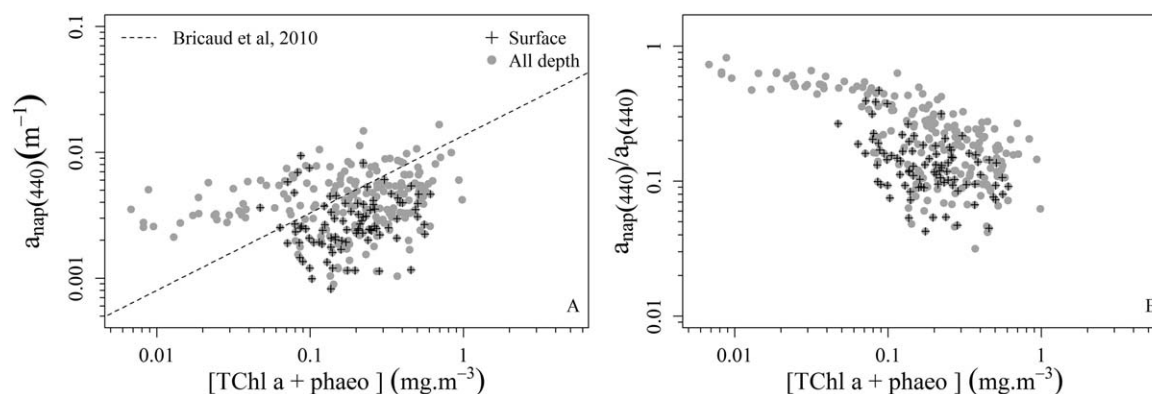 0.1
0.01
0.001
a_nap(440) (m⁻¹)
Bricaud et al, 2010
Surface
All depth
A
0.01
0.1
1
[TChl a + phaeo ] (mg.m⁻³)
1
0.1
0.01
a_nap(440)/a_p(440)
0.01
0.1
1
[TChl a + phaeo ] (mg.m⁻³)